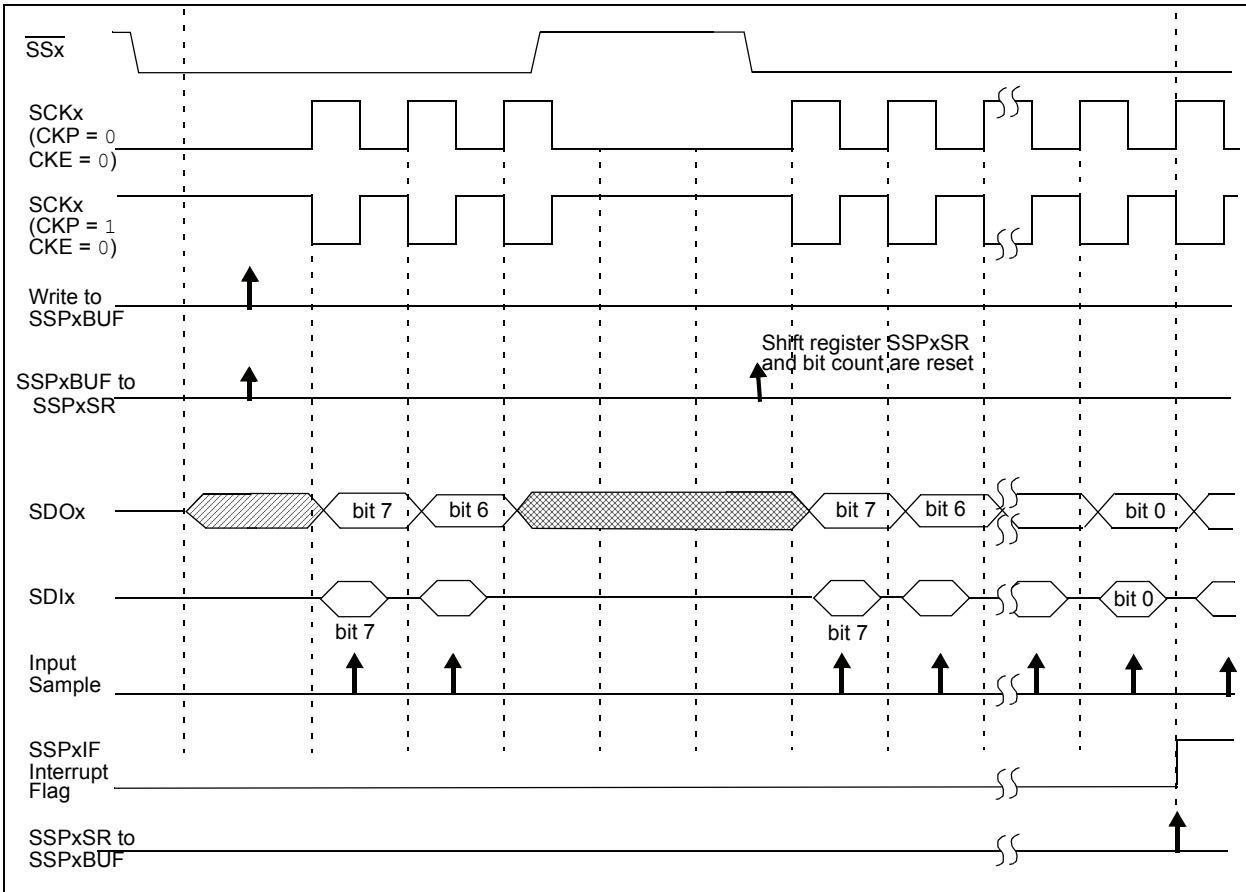 SSx
SCKx
(CKP = 0
CKE = 0)
SCKx
(CKP = 1
CKE = 0)
Write to
SSPxBUF
Shift register SSPxSR
and bit count are reset
SSPxBUF to
SSPxSR
SDOx
bit 7
bit 6
bit 7
bit 6
bit 0
SDIx
bit 0
bit 7
bit 7
Input
Sample
SSPxIF
Interrupt
Flag
SSPxSR to
SSPxBUF